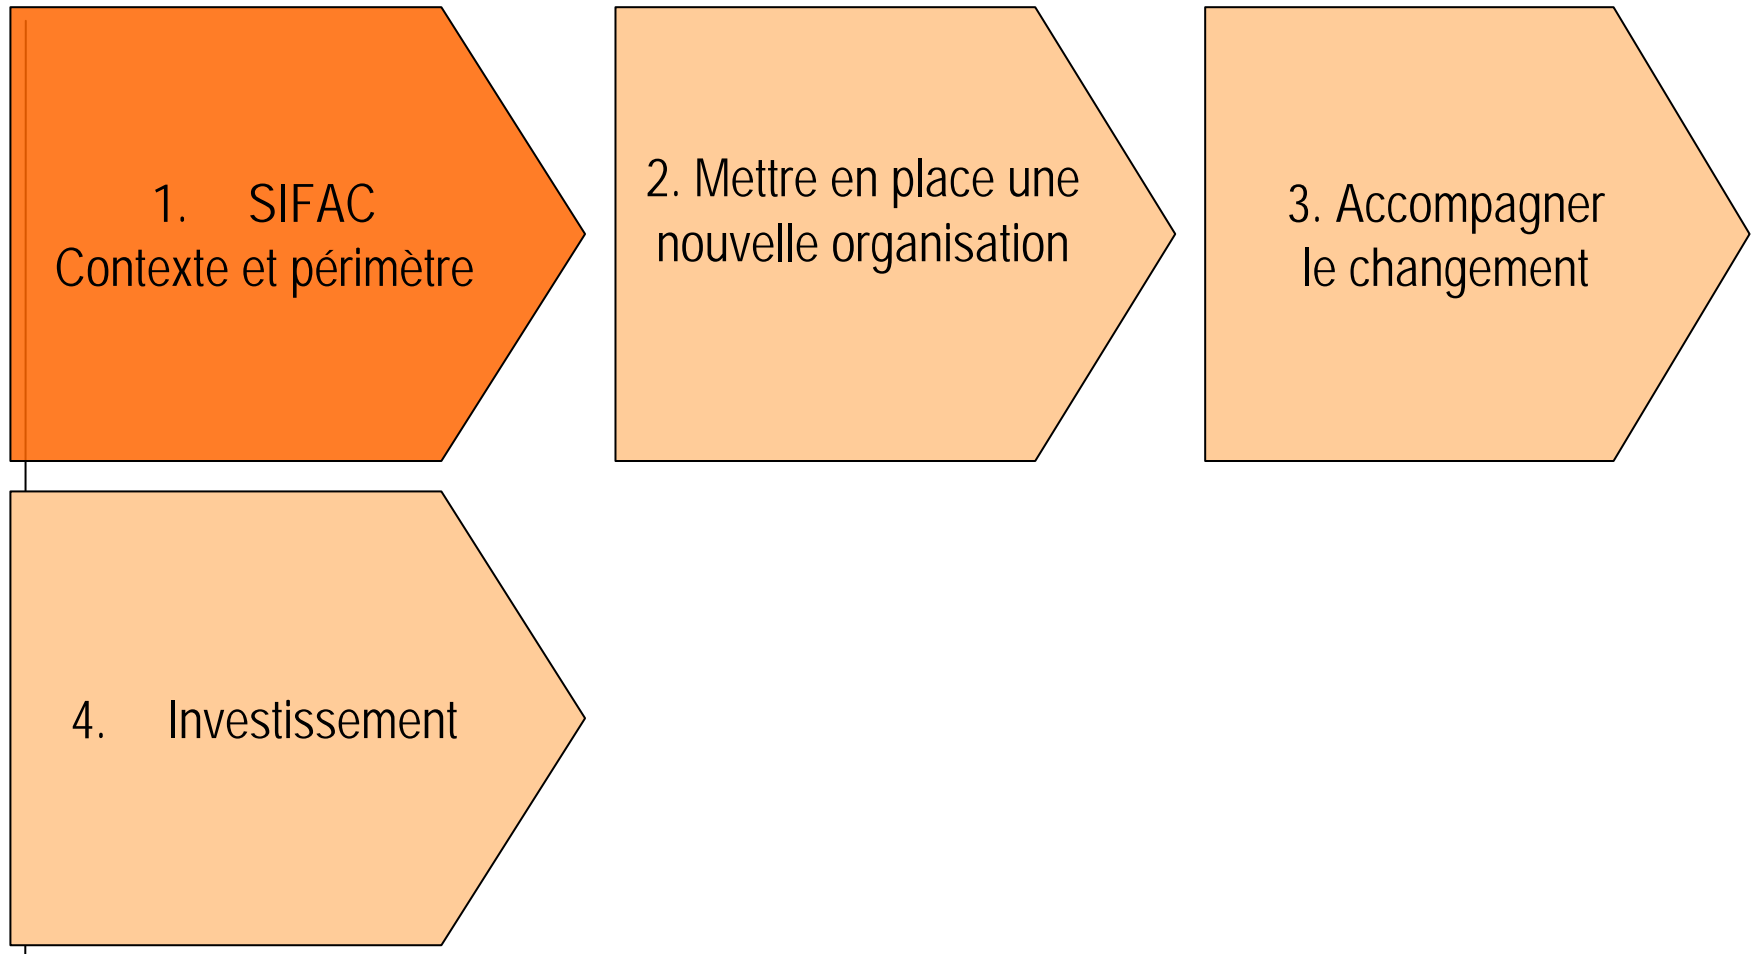 1. SIFAC
Contexte et périmètre
2. Mettre en place une
nouvelle organisation
3. Accompagner
le changement
4. Investissement